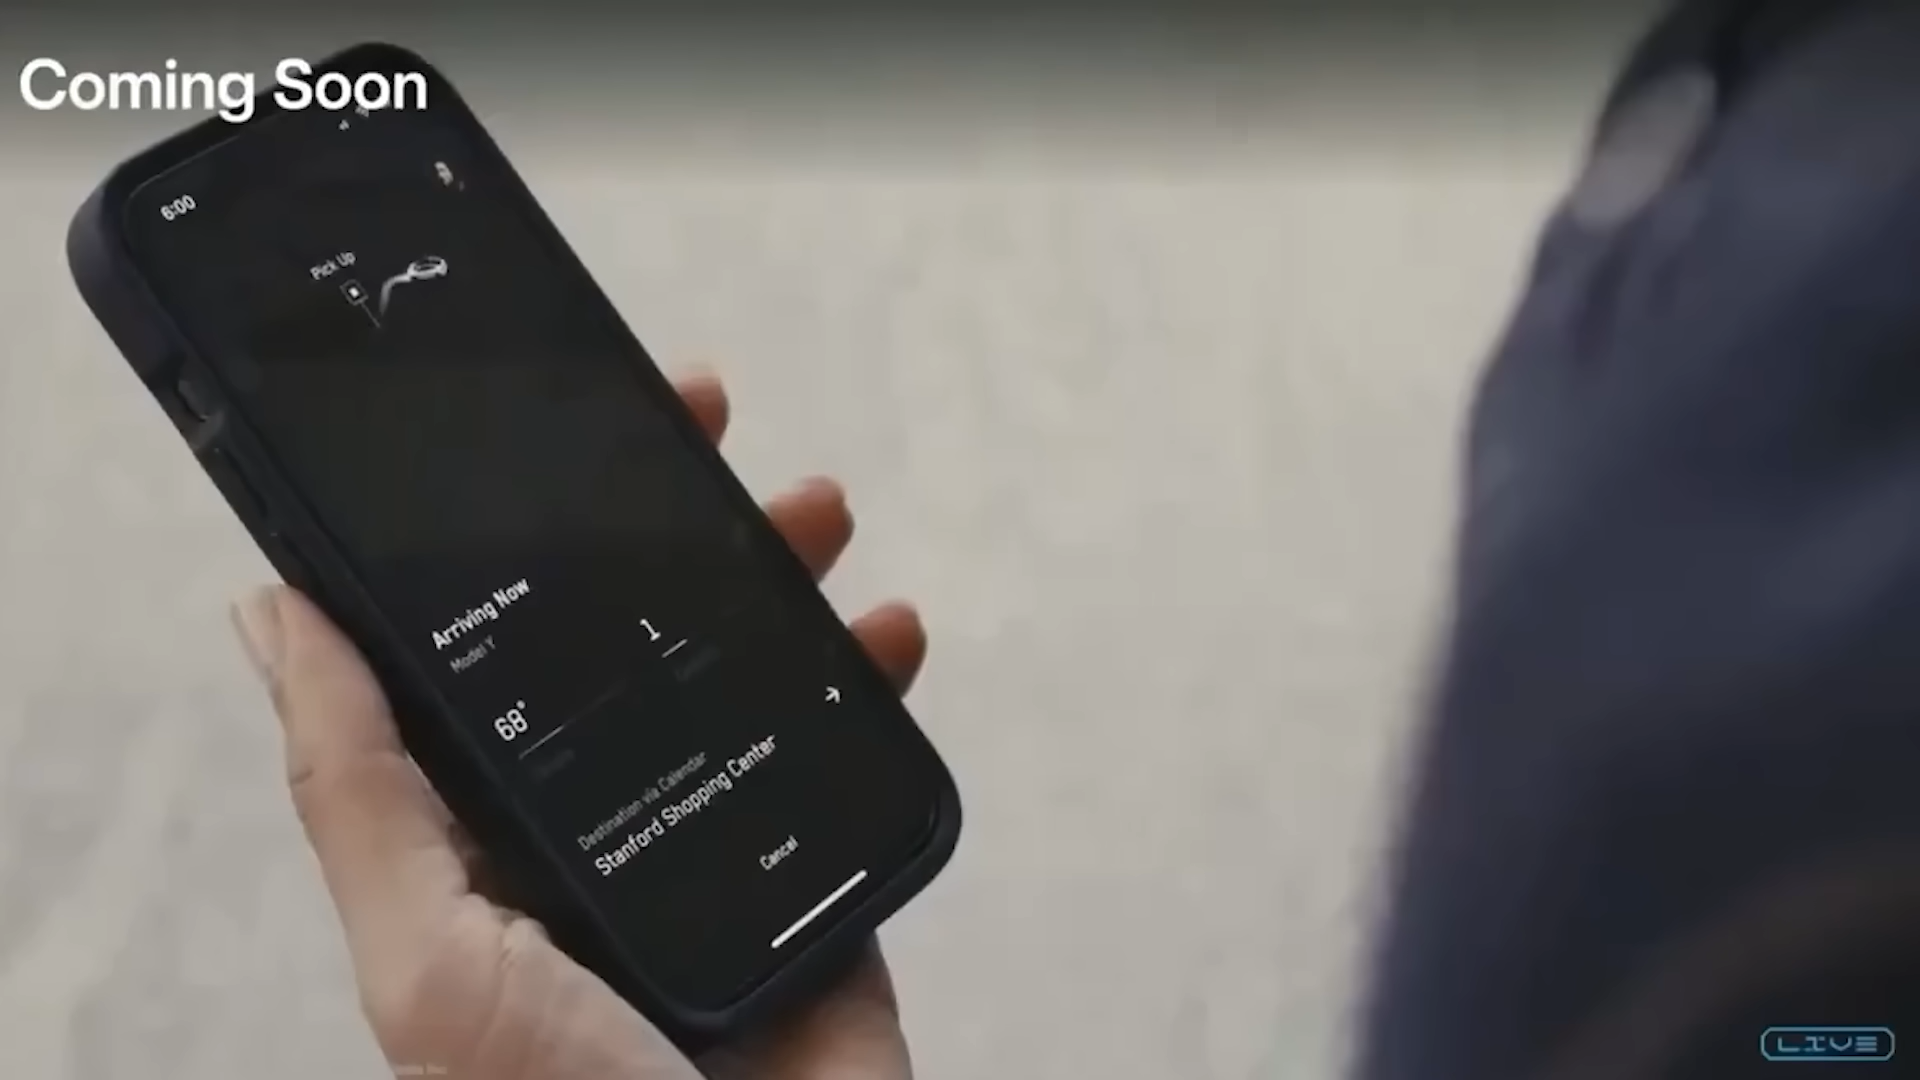 Coming Soon
6:00
Pick Up
Arriving Now
Model Y
1
68°
Destination via Calendar
Stanford Shopping Center
Cancel
LIVE